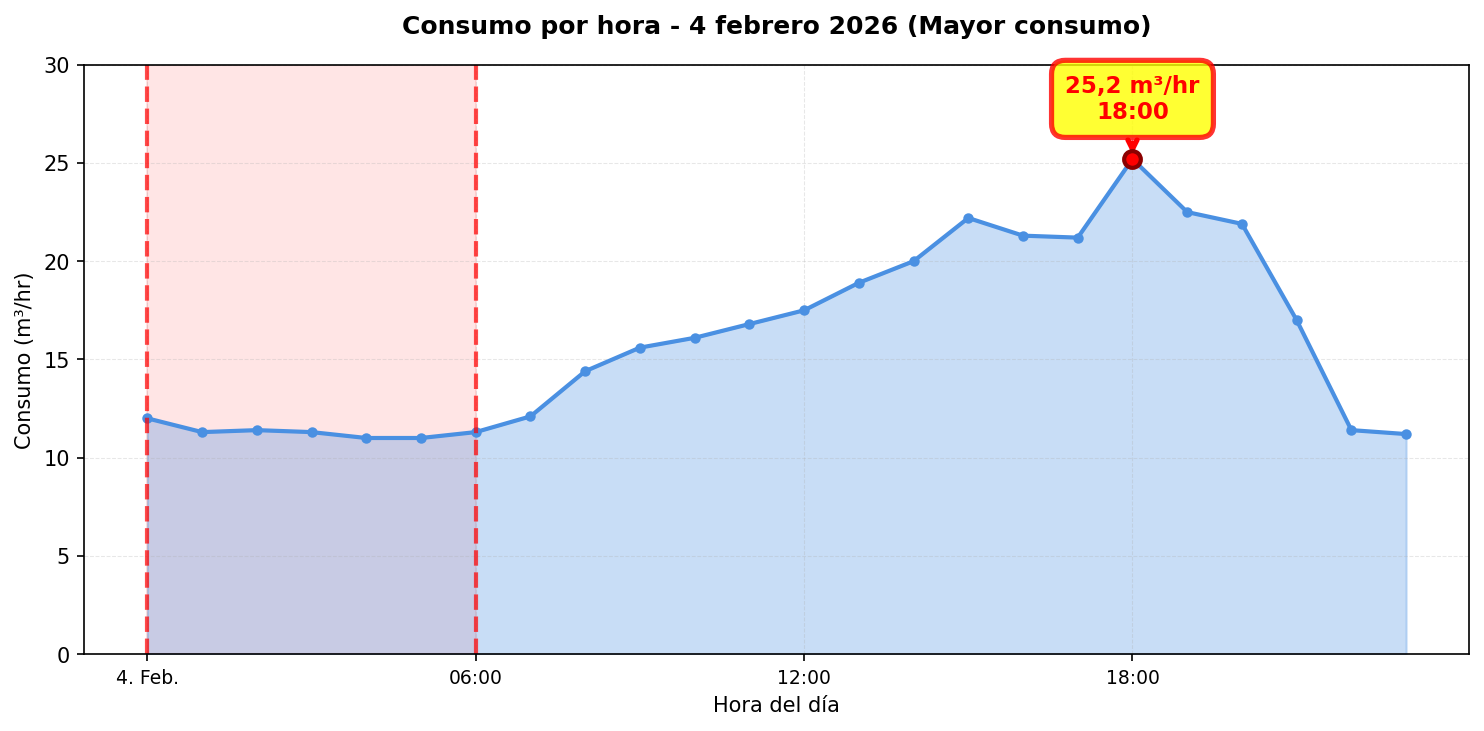 Consumo por hora - 4 febrero 2026 (Mayor consumo)
25,2 m³/hr
18:00
Consumo (m³/hr)
30
25
20
15
10
5
0
4. Feb.
06:00
12:00
18:00
Hora del día